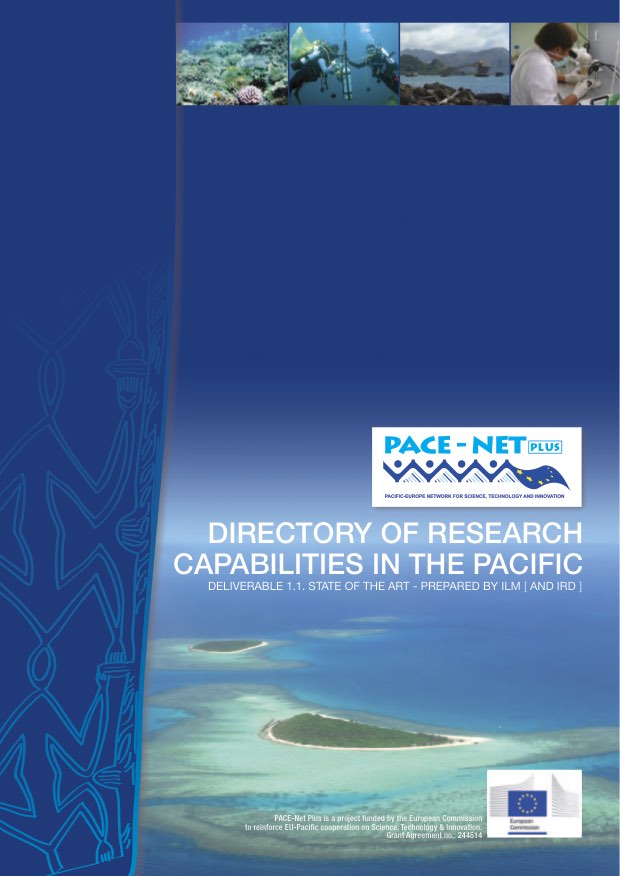 PACE - NET PLUS
PACIFIC-EUROPE NETWORK FOR SCIENCE, TECHNOLOGY AND INNOVATION
DIRECTORY OF RESEARCH
CAPABILITIES IN THE PACIFIC
DELIVERABLE 1.1. STATE OF THE ART - PREPARED BY ILM [ AND IRD ]
PACE-Net Plus is a project funded by the European Commission
to reinforce EU-Pacific cooperation on Science, Technology & Innovation.
Grant Agreement no.: 244514
European
Commission